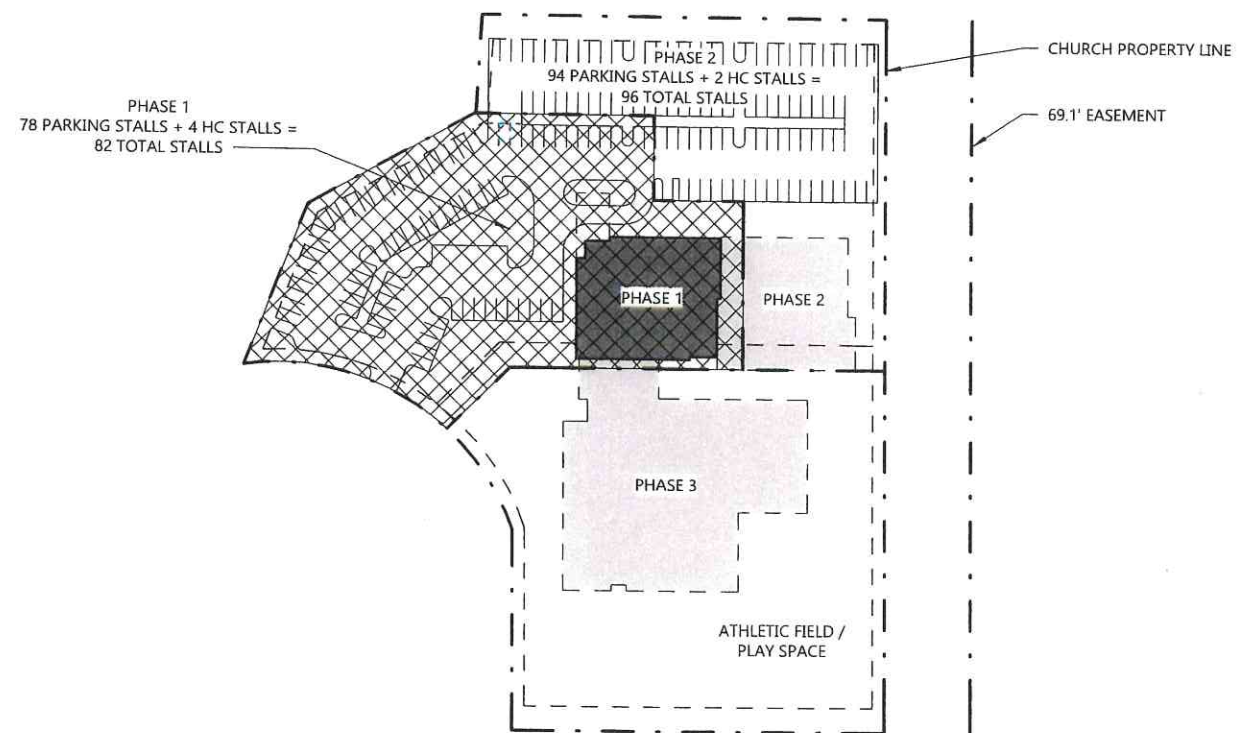 PHASE 2
94 PARKING STALLS + 2 HC STALLS =
96 TOTAL STALLS
CHURCH PROPERTY LINE
69.1' EASEMENT
PHASE 1
78 PARKING STALLS + 4 HC STALLS =
82 TOTAL STALLS
PHASE 1
PHASE 2
PHASE 3
ATHLETIC FIELD /
PLAY SPACE